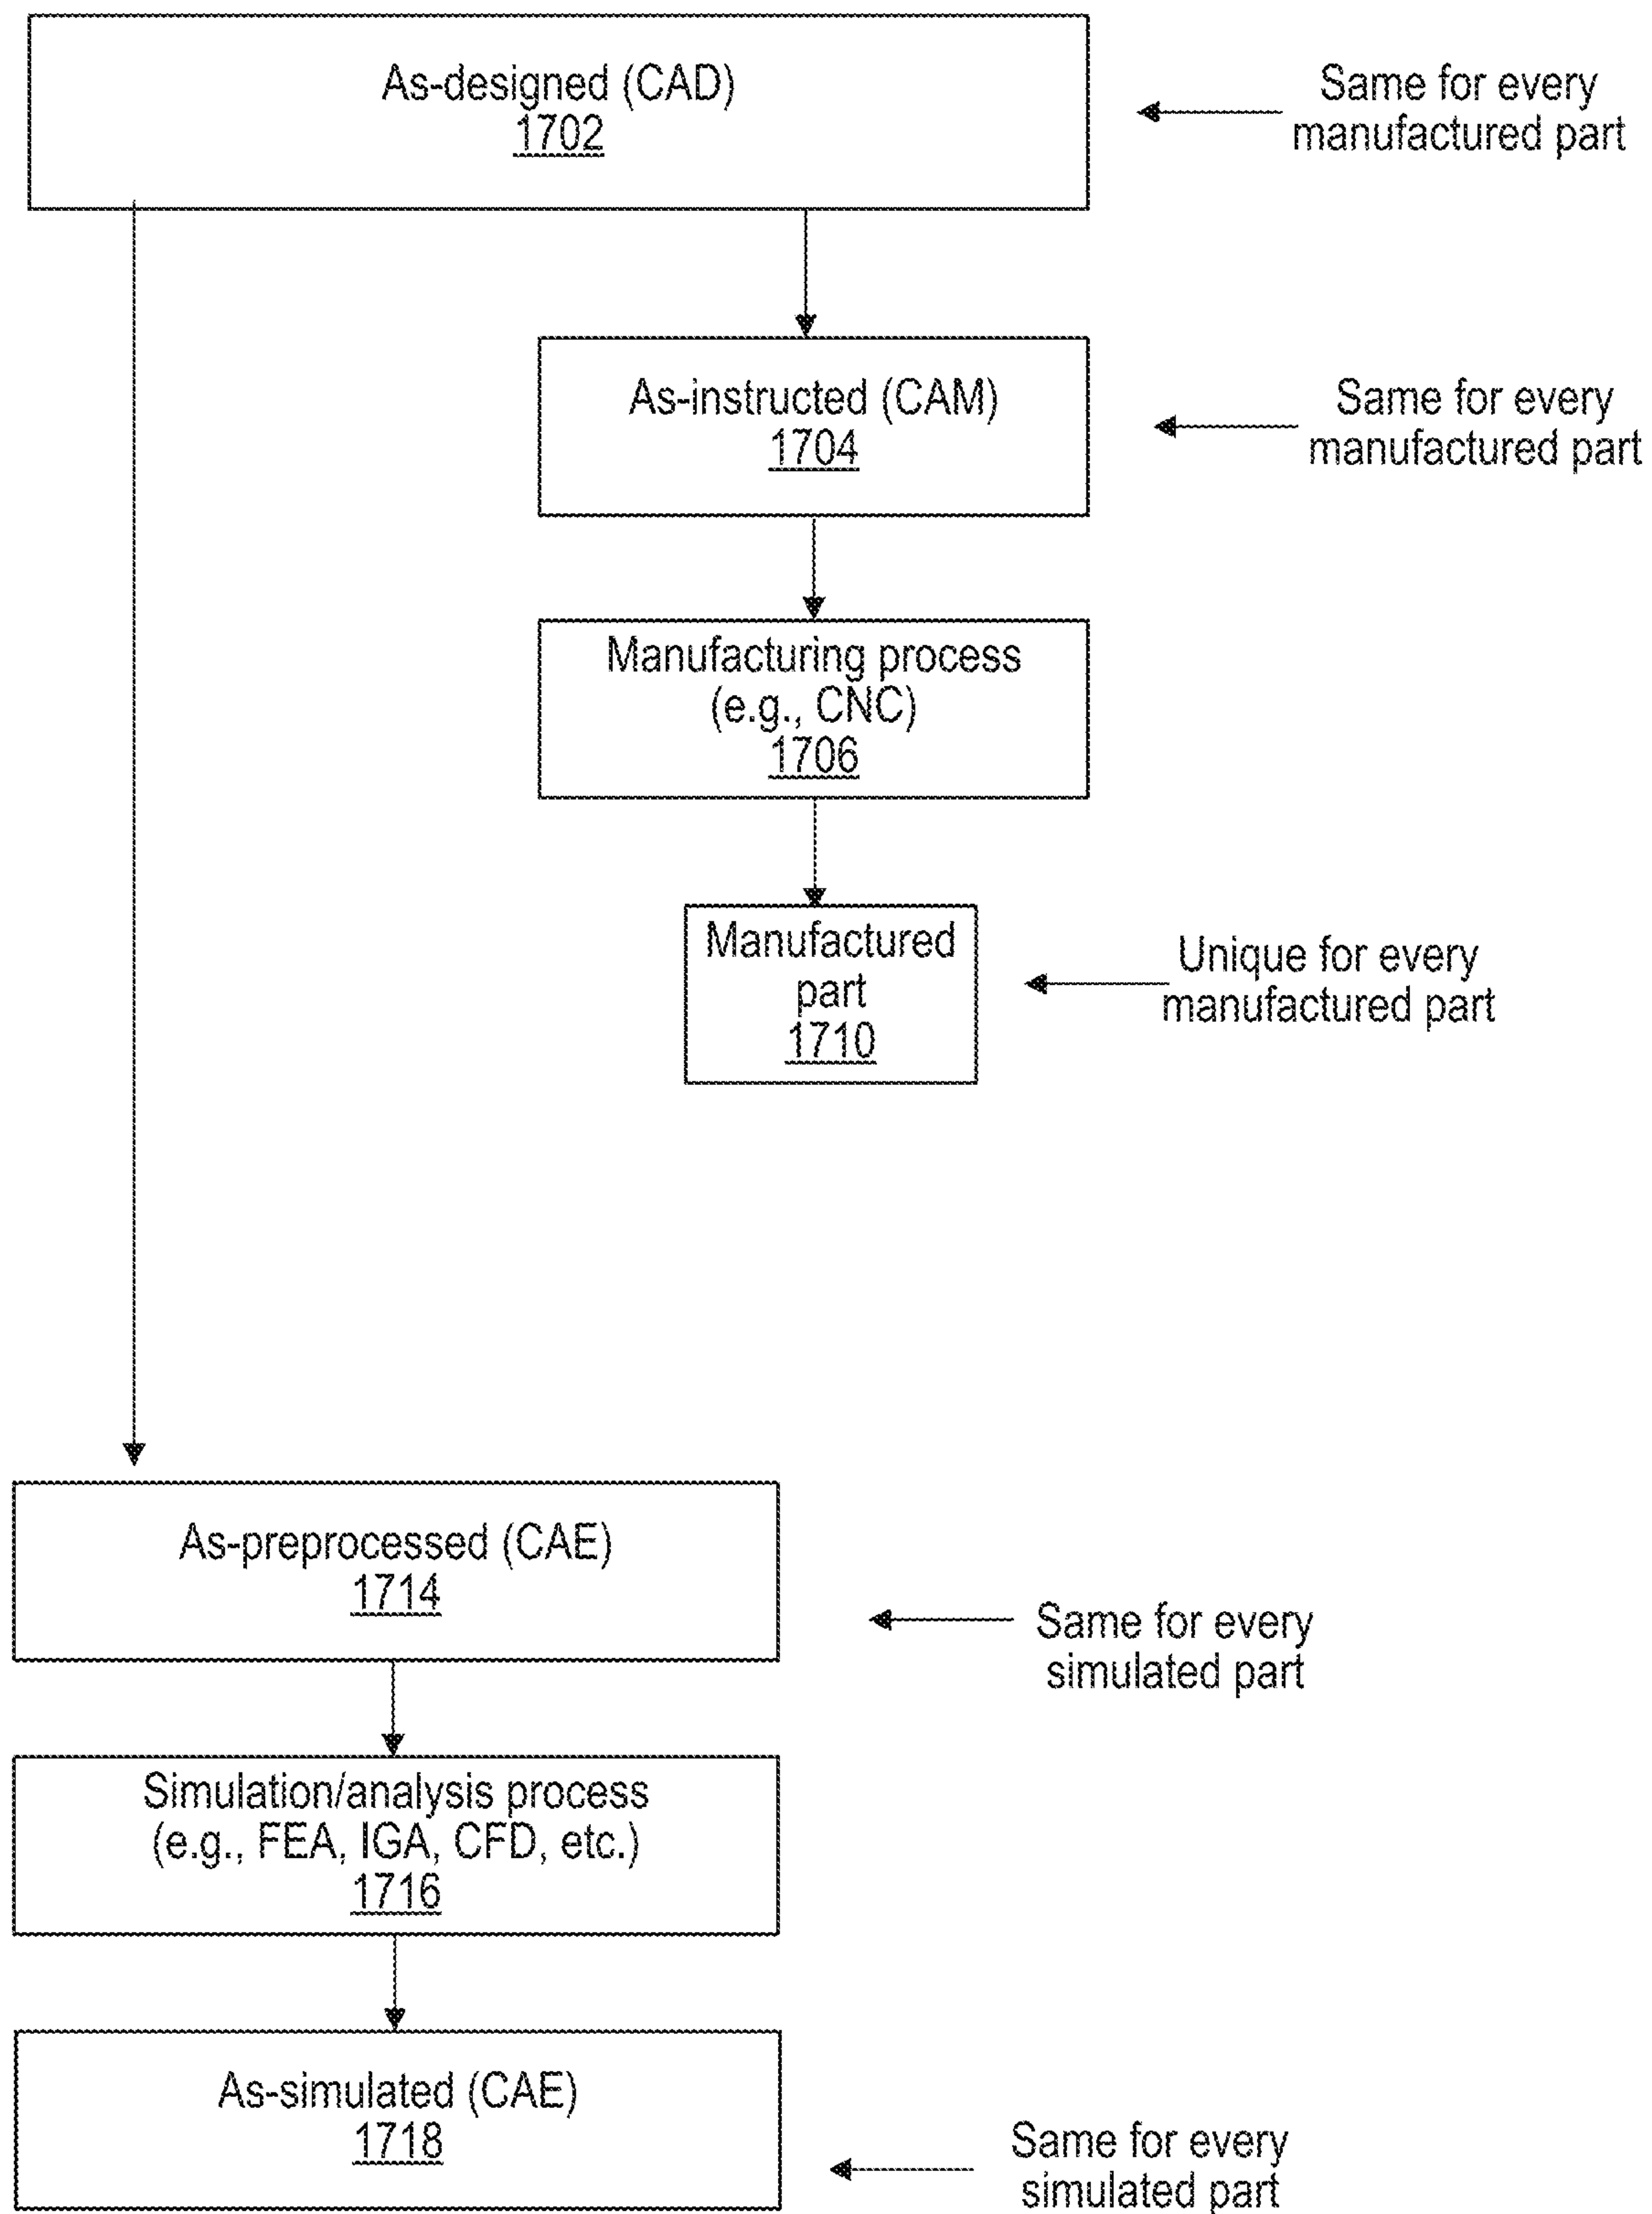 As-designed (CAD)
1702
Same for every
manufactured part
As-instructed (CAM)
1704
Same for every
manufactured part
Manufacturing process
(e.g., CNC)
1706
Manufactured
part
1710
Unique for every
manufactured part
As-preprocessed (CAE)
1714
Same for every
simulated part
Simulation/analysis process
(e.g., FEA, IGA, CFD, etc.)
1716
As-simulated (CAE)
1718
Same for every
simulated part